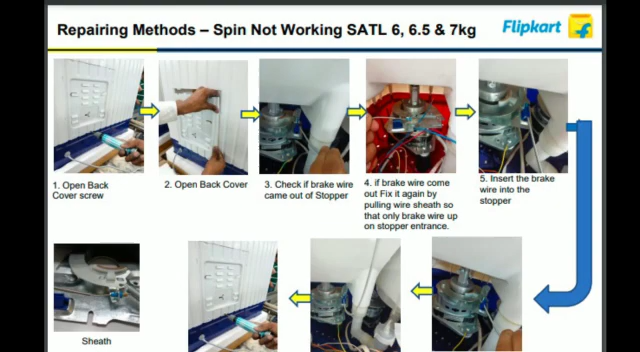 Repairing Methods – Spin Not Working SATL 6, 6.5 & 7kg
Flipkart
1. Open Back
Cover screw
2. Open Back Cover
3. Check if brake wire
came out of Stopper
4. if brake wire come
out Fix it again by
pulling wire sheath so
that only brake wire up
on stopper entrance.
5. Insert the brake
wire into the
stopper
Sheath